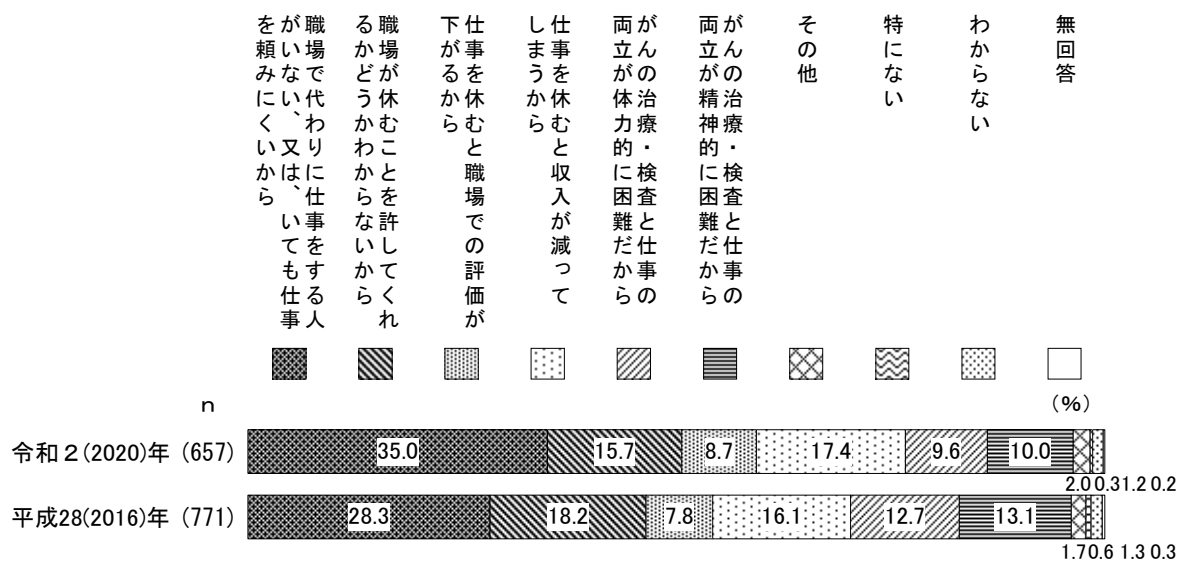 職場で代わりに仕事をする人
がいない、又は、いても仕事
を頼みにくいから
職場が休むことを許してくれ
るかどうかわからないから
仕事を休むと職場での評価が
下がるから
仕事を休むと収入が減って
しまうから
がんの治療・検査と仕事の
両立が体力的に困難だから
がんの治療・検査と仕事の
両立が精神的に困難だから
その他
特にない
わからない
無回答
n
(%)
令和2(2020)年 (657) 35.0 15.7 8.7 17.4 9.6 10.0
2.0 0.3 1.2 0.2
平成28(2016)年 (771) 28.3 18.2 7.8 16.1 12.7 13.1
1.7 0.6 1.3 0.3